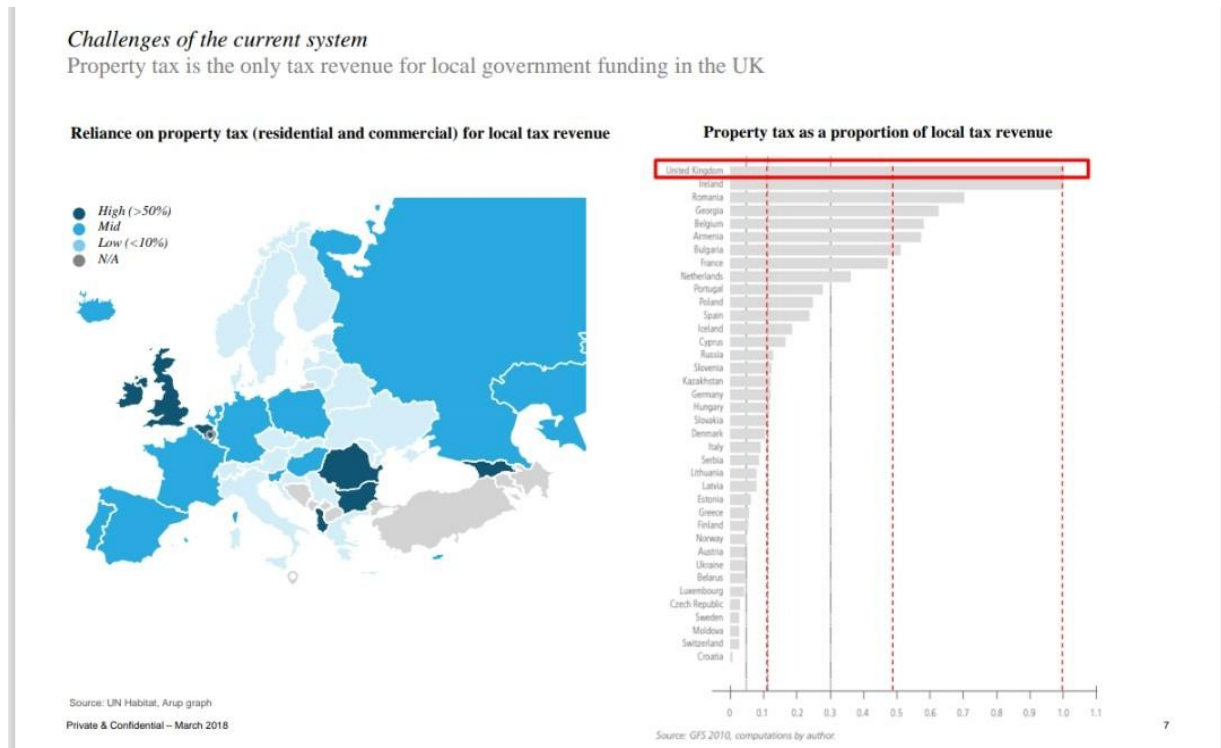 Challenges of the current system
Property tax is the only tax revenue for local government funding in the UK
Reliance on property tax (residential and commercial) for local tax revenue
High (>50%)
Mid
Low (<10%)
N/A
Property tax as a proportion of local tax revenue
United Kingdom
Ireland
Romania
Georgia
Belgium
Armenia
Bulgaria
France
Netherlands
Portugal
Poland
Spain
Iceland
Cyprus
Russia
Slovenia
Kazakhstan
Germany
Hungary
Slovakia
Denmark
Italy
Serbia
Lithuania
Latvia
Estonia
Greece
Finland
Norway
Austria
Ukraine
Belarus
Luxembourg
Czech Republic
Sweden
Moldova
Switzerland
Croatia
0 0.1 0.2 0.3 0.4 0.5 0.6 0.7 0.8 0.9 1.0 1.1
Source: GFS 2010, computations by author.
Source: UN Habitat, Arup graph
Private & Confidential – March 2018
7